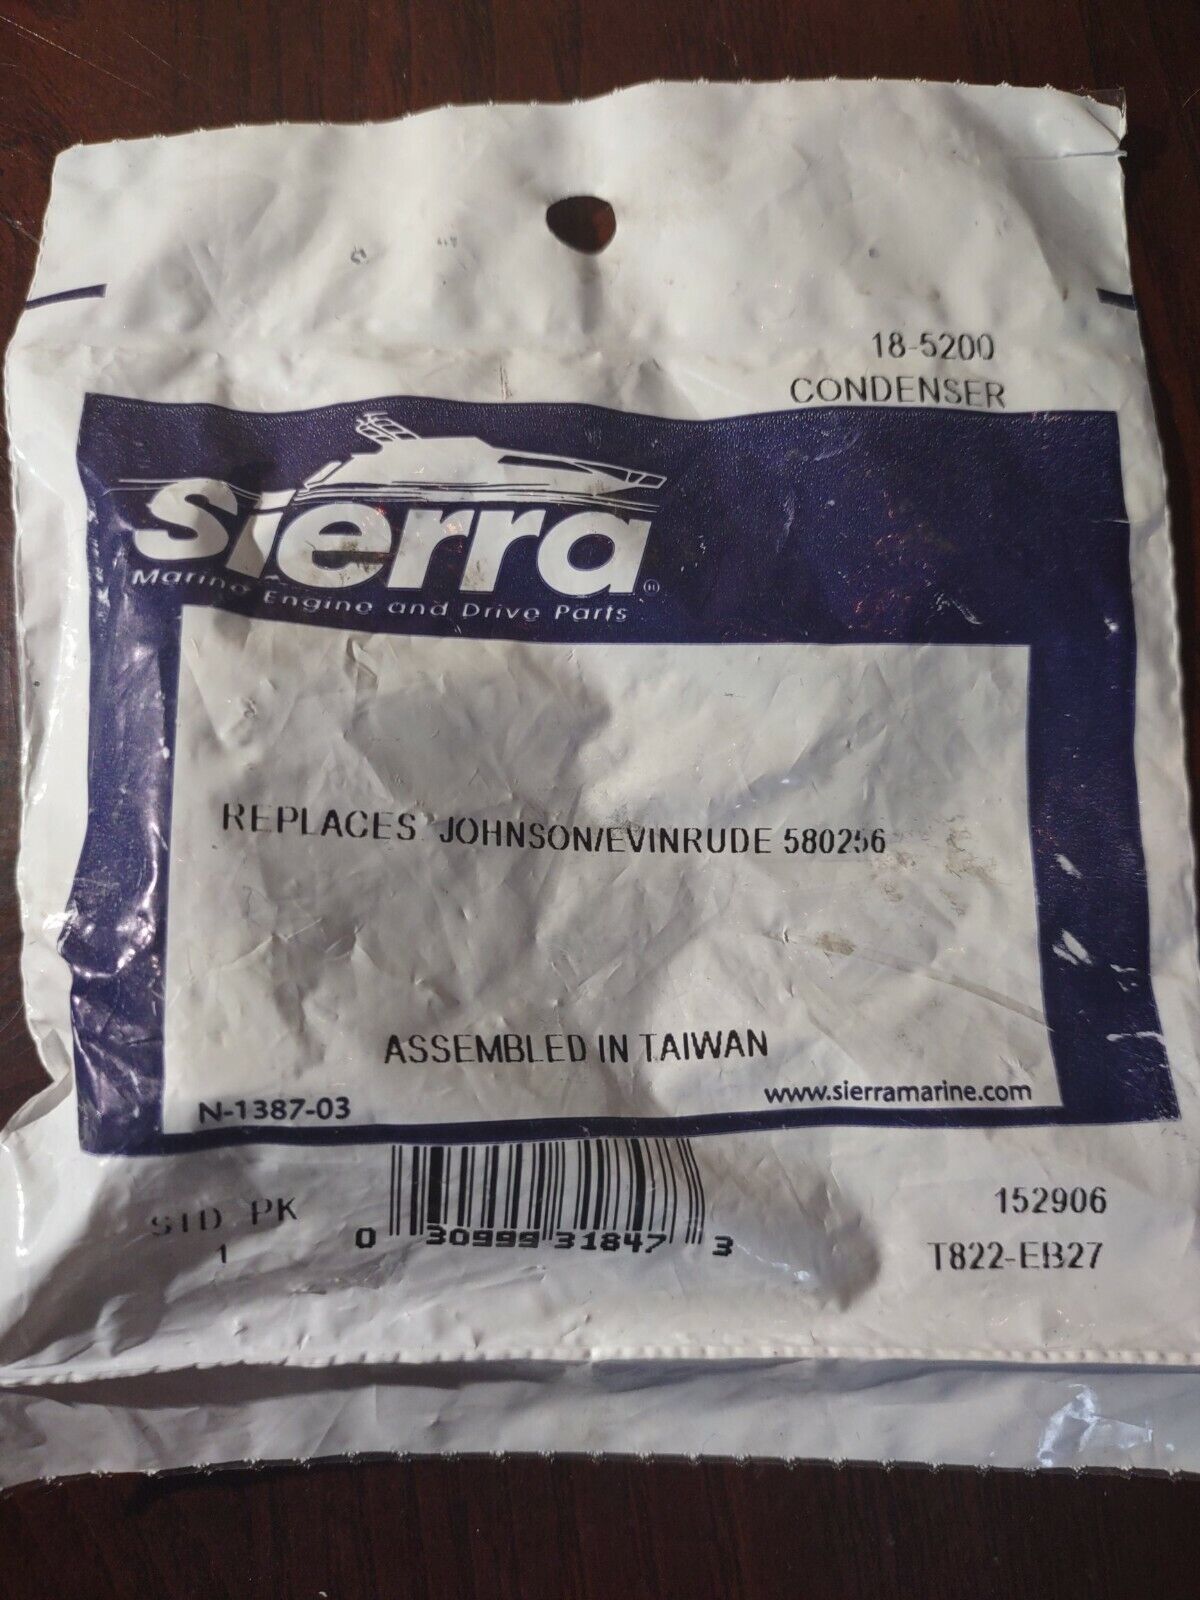 18-5200
CONDENSER
sierra®
Marine Engine and Drive Parts
REPLACES: JOHNSON/EVINRUDE 580256
ASSEMBLED IN TAIWAN
N-1387-03
www.sierramarine.com
STD PK
1
0 30999 31847 3
152906
T822-EB27